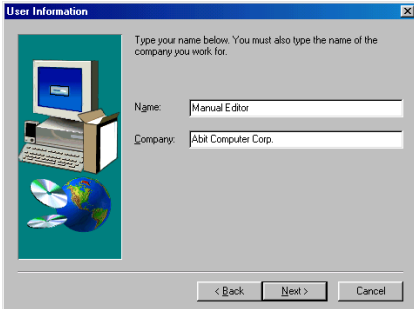 User Information
Type your name below. You must also type the name of the
company you work for.
Name: Manual Editor
Company: Abit Computer Corp.
< Back Next > Cancel